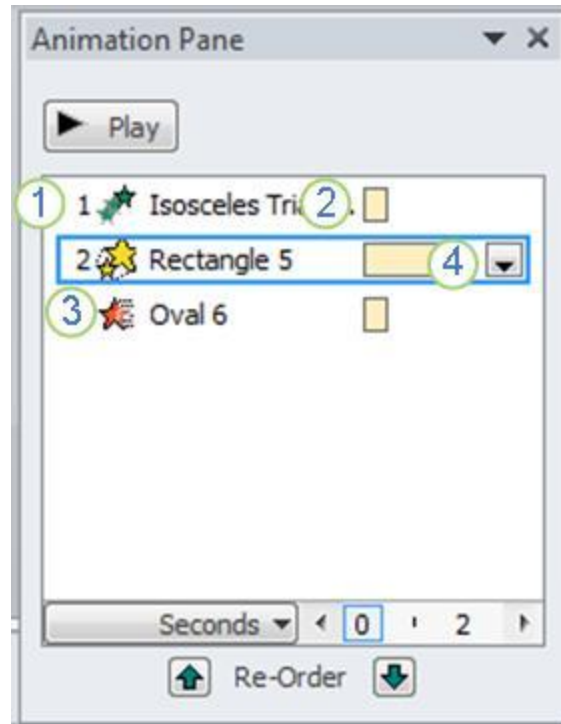 Animation Pane
Play
1 1 Isosceles Tri 2 .
2 Rectangle 5 4
3 Oval 6
Seconds 0 2
Re-Order